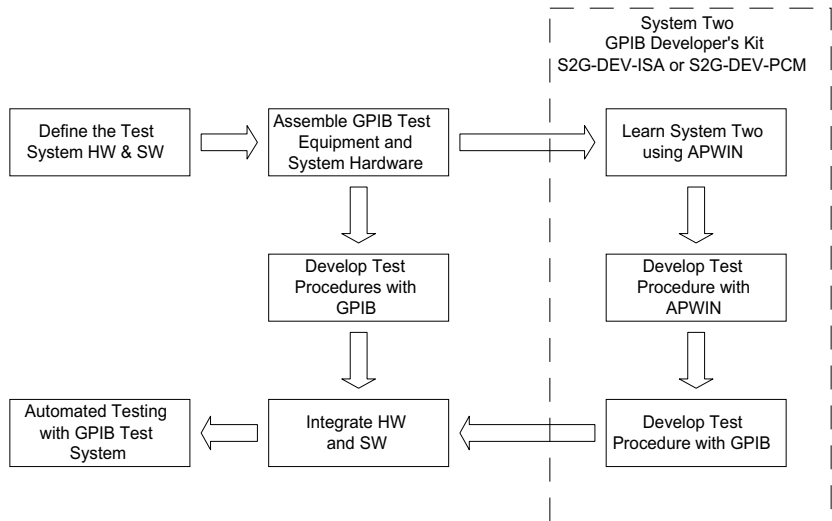 System Two
GPIB Developer's Kit
S2G-DEV-ISA or S2G-DEV-PCM
Define the Test
System HW & SW
Assemble GPIB Test
Equipment and
System Hardware
Learn System Two
using APWIN
Develop Test
Procedures with
GPIB
Develop Test
Procedure with
APWIN
Automated Testing
with GPIB Test
System
Integrate HW
and SW
Develop Test
Procedure with GPIB